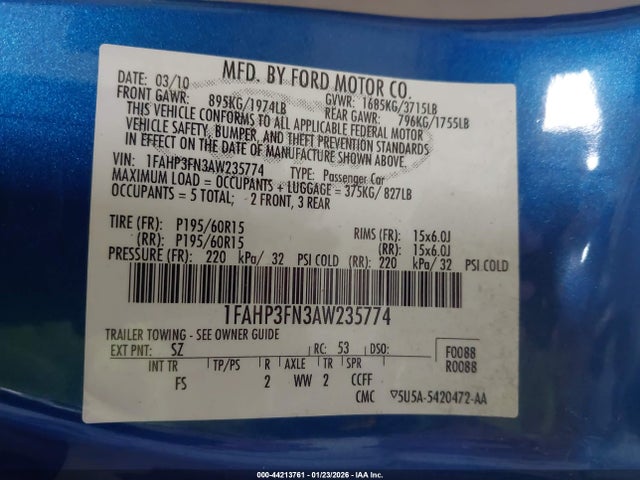 MFD. BY FORD MOTOR CO.
DATE: 03/10 GVWR: 1685KG/3715LB
FRONT GAWR: 895KG/1974LB REAR GAWR: 796KG/1755LB
THIS VEHICLE CONFORMS TO ALL APPLICABLE FEDERAL MOTOR
VEHICLE SAFETY, BUMPER, AND THEFT PREVENTION STANDARDS
IN EFFECT ON THE DATE OF MANUFACTURE SHOWN ABOVE.
VIN: 1FAHP3FN3AW235774 TYPE: Passenger Car
MAXIMUM LOAD = OCCUPANTS + LUGGAGE = 375KG/ 827LB
OCCUPANTS = 5 TOTAL; 2 FRONT, 3 REAR
TIRE (FR): P195/60R15 RIMS (FR): 15x6.0J
(RR): P195/60R15 (RR): 15x6.0J
PRESSURE (FR): 220 kPa/ 32 PSI COLD (RR): 220 kPa/ 32 PSI COLD
1FAHP3FN3AW235774
TRAILER TOWING - SEE OWNER GUIDE
EXT PNT: SZ RC: 53 DSO: F0088
R0088
INT TR TP/PS R AXLE TR SPR
FS 2 WW 2 CCFF
CMC ▽5U5A-5420472-AA
000-44213761 - 01/23/2026 - IAA Inc.